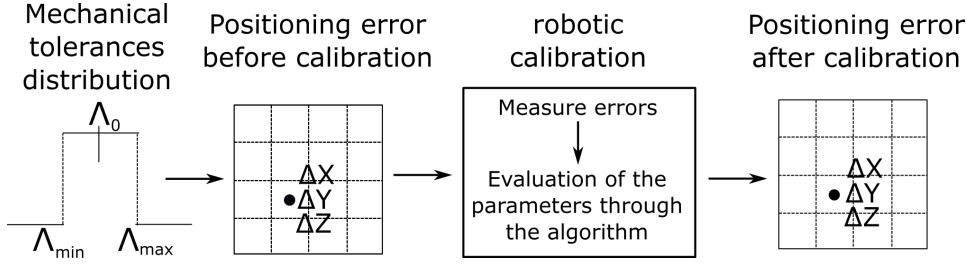 Mechanical
tolerances
distribution
Λ0
Λmin
Λmax
Positioning error
before calibration
ΔX
ΔY
ΔZ
robotic
calibration
Measure errors
Evaluation of the
parameters through
the algorithm
Positioning error
after calibration
ΔX
ΔY
ΔZ